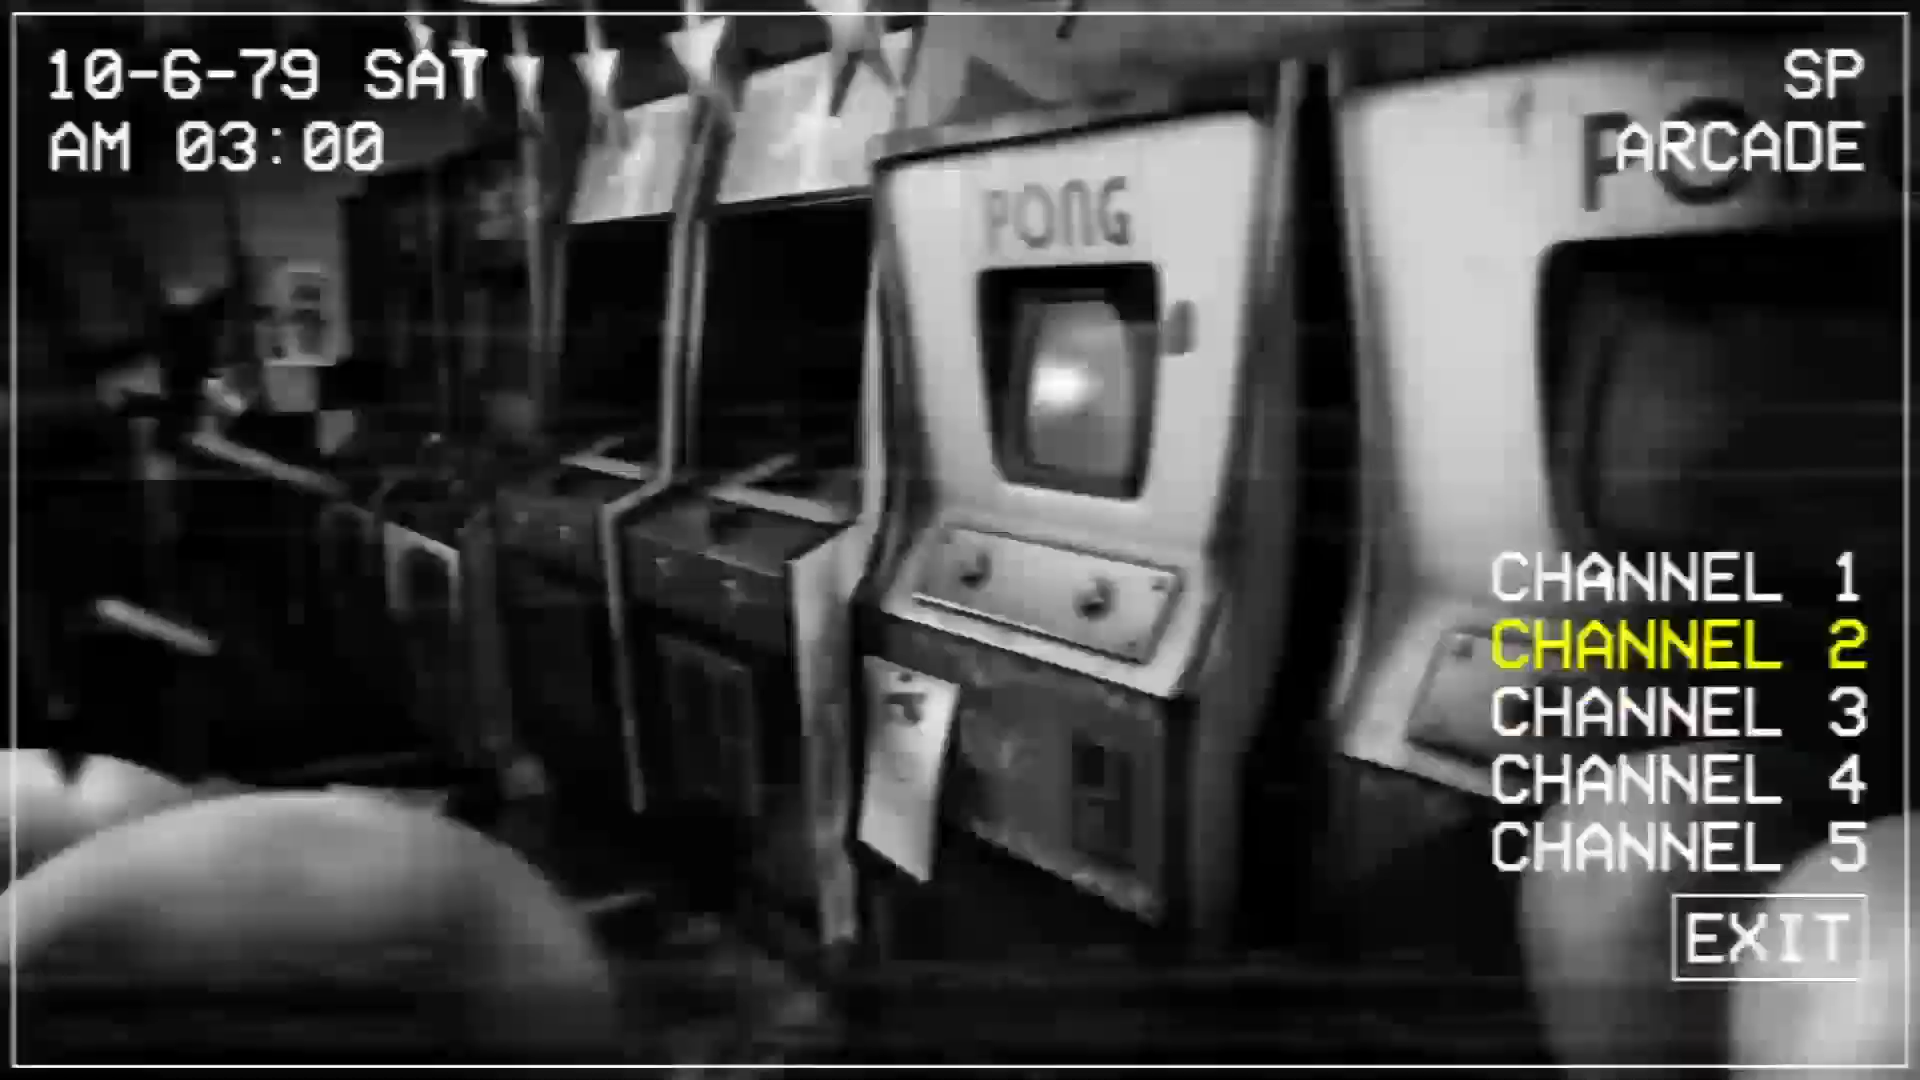 10-6-79 SAT
AM 03:00
SP
ARCADE
PONG
CHANNEL 1
CHANNEL 2
CHANNEL 3
CHANNEL 4
CHANNEL 5
EXIT